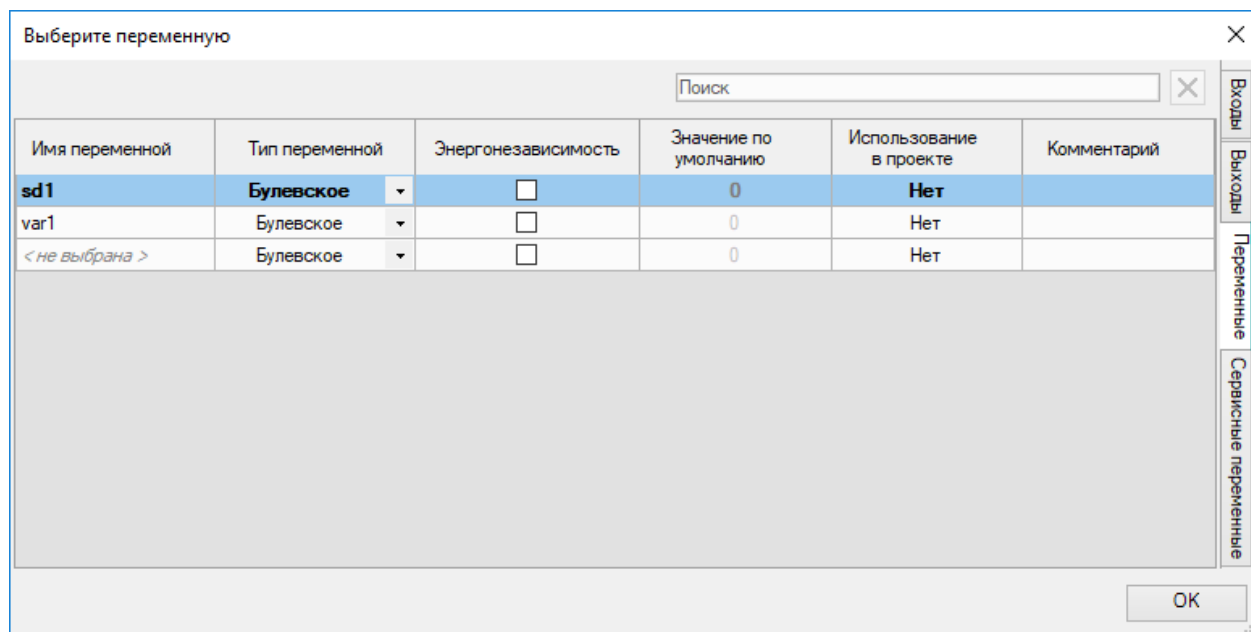 Выберите переменную
Поиск
Имя переменной Тип переменной Энергонезависимость Значение по умолчанию Использование в проекте Комментарий
sd1 Булевское 0 Нет
var1 Булевское 0 Нет
< не выбрана > Булевское 0 Нет
Входы
Выходы
Переменные
Сервисные переменные
OK